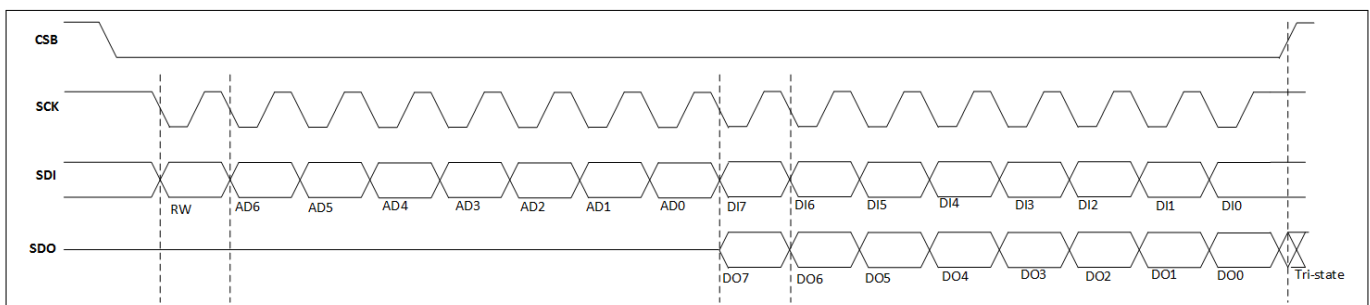 CSB
SCK
SDI
RW AD6 AD5 AD4 AD3 AD2 AD1 AD0 DI7 DI6 DI5 DI4 DI3 DI2 DI1 DI0
SDO
DO7 DO6 DO5 DO4 DO3 DO2 DO1 DO0 Tri-state